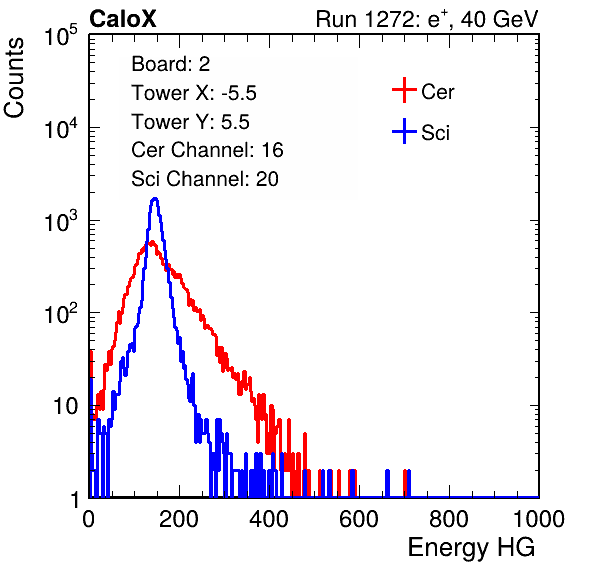 CaloX Run 1272: e⁺, 40 GeV
Counts
10⁵
10⁴
10³
10²
10
1
Board: 2
Tower X: -5.5
Tower Y: 5.5
Cer Channel: 16
Sci Channel: 20
Cer
Sci
0 200 400 600 800 1000
Energy HG